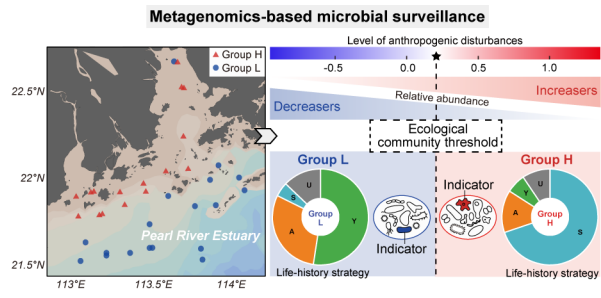 Metagenomics-based microbial surveillance
Group H
Group L
22.5°N
22°N
21.5°N
113°E
113.5°E
114°E
Pearl River Estuary
Level of anthropogenic disturbances
-0.5
0.0
0.5
1.0
Increasers
Relative abundance
Decreasers
Ecological
community threshold
Group L
U
S
A
Y
Group
L
Life-history strategy
Indicator
Group H
Indicator
U
Y
A
S
Group
H
Life-history strategy